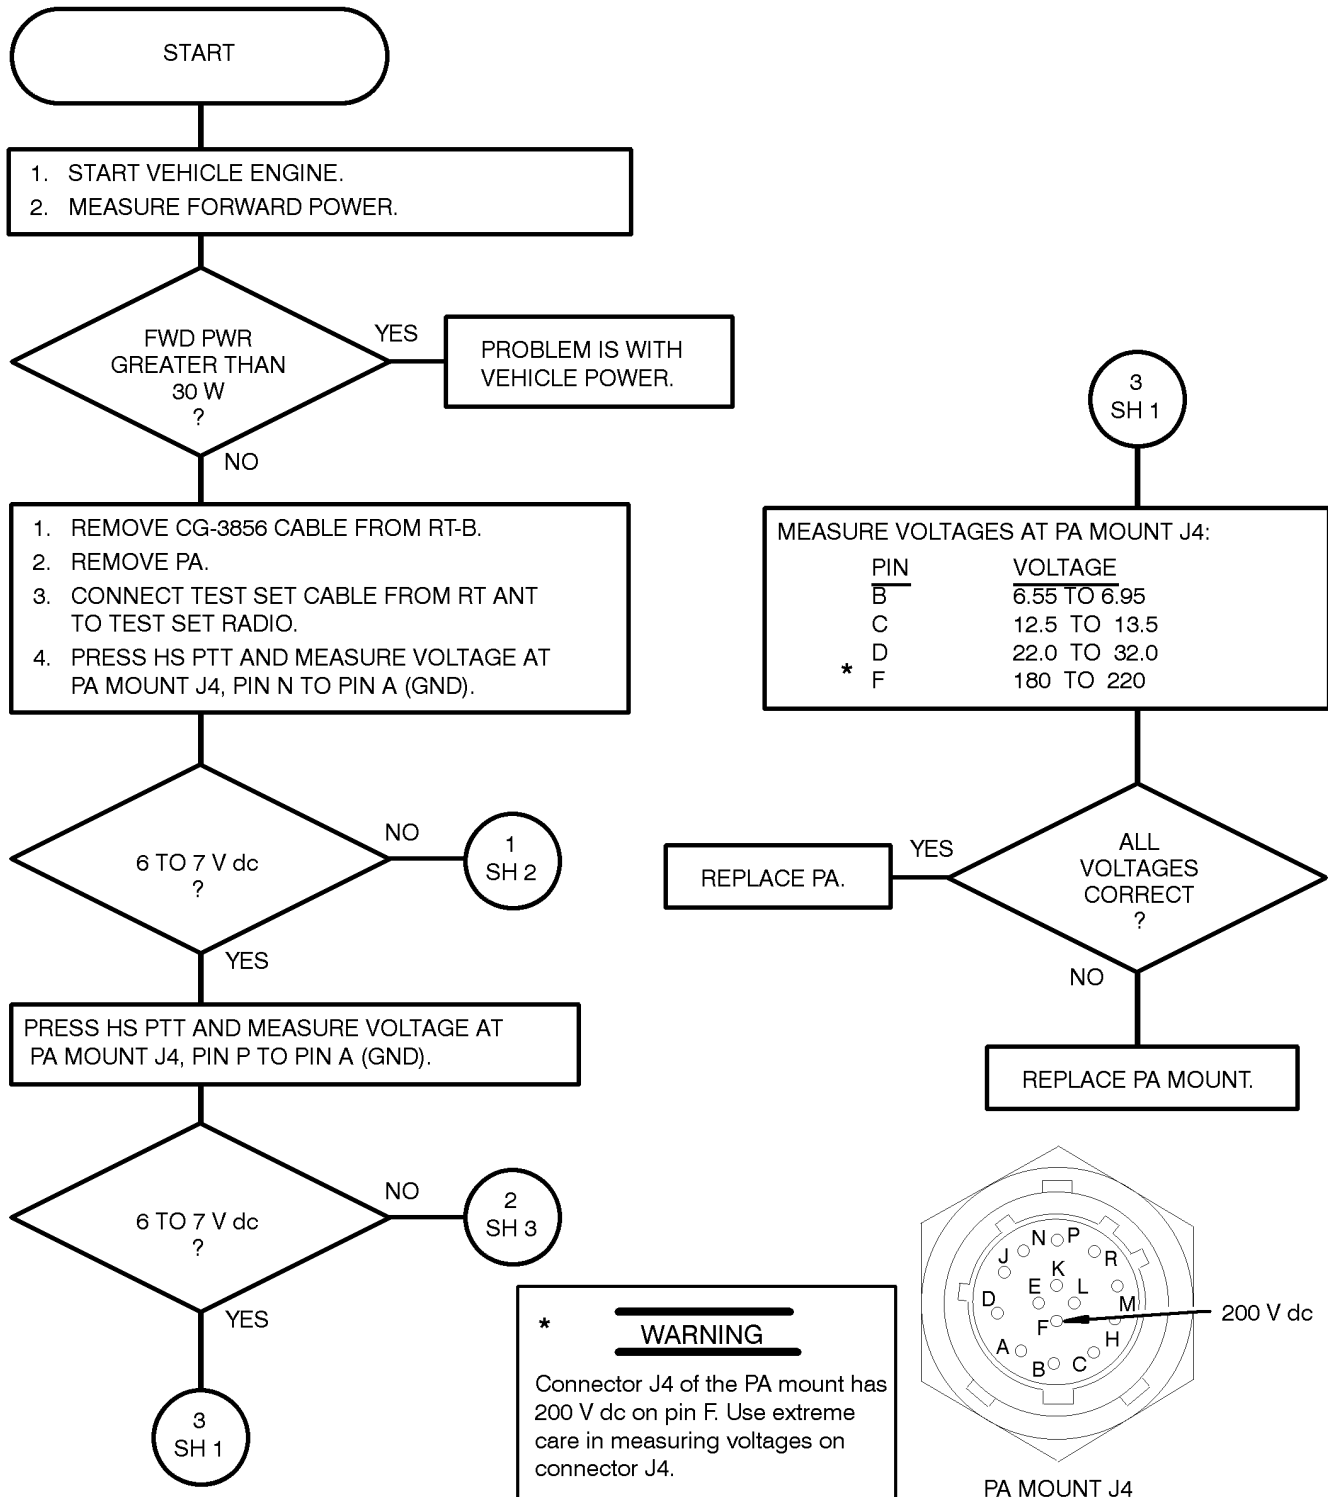 START
1. START VEHICLE ENGINE.
2. MEASURE FORWARD POWER.
FWD PWR
GREATER THAN
30 W
?
YES
PROBLEM IS WITH
VEHICLE POWER.
NO
1. REMOVE CG-3856 CABLE FROM RT-B.
2. REMOVE PA.
3. CONNECT TEST SET CABLE FROM RT ANT
TO TEST SET RADIO.
4. PRESS HS PTT AND MEASURE VOLTAGE AT
PA MOUNT J4, PIN N TO PIN A (GND).
6 TO 7 V dc
?
NO
1
SH 2
YES
PRESS HS PTT AND MEASURE VOLTAGE AT
PA MOUNT J4, PIN P TO PIN A (GND).
6 TO 7 V dc
?
NO
2
SH 3
YES
3
SH 1
3
SH 1
MEASURE VOLTAGES AT PA MOUNT J4:
PIN VOLTAGE
B 6.55 TO 6.95
C 12.5 TO 13.5
D 22.0 TO 32.0
* F 180 TO 220
ALL
VOLTAGES
CORRECT
?
YES
REPLACE PA.
NO
REPLACE PA MOUNT.
* WARNING
Connector J4 of the PA mount has
200 V dc on pin F. Use extreme
care in measuring voltages on
connector J4.
N P
J R
K
E L
D M
F H
A
B C
200 V dc
PA MOUNT J4